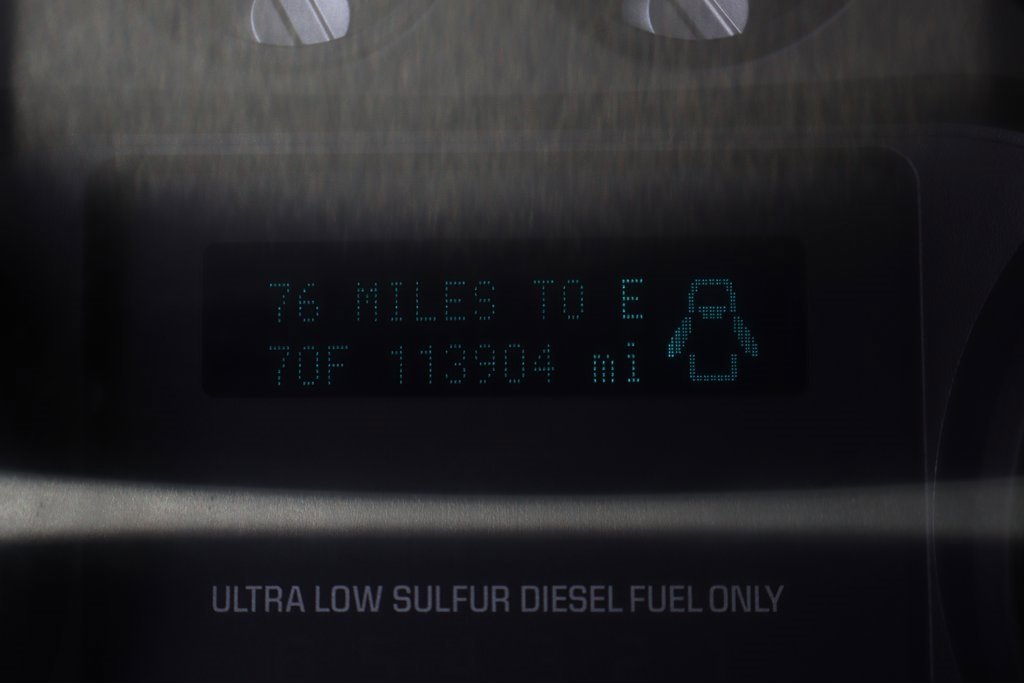 76 MILES TO E
70F 113904 mi
ULTRA LOW SULFUR DIESEL FUEL ONLY